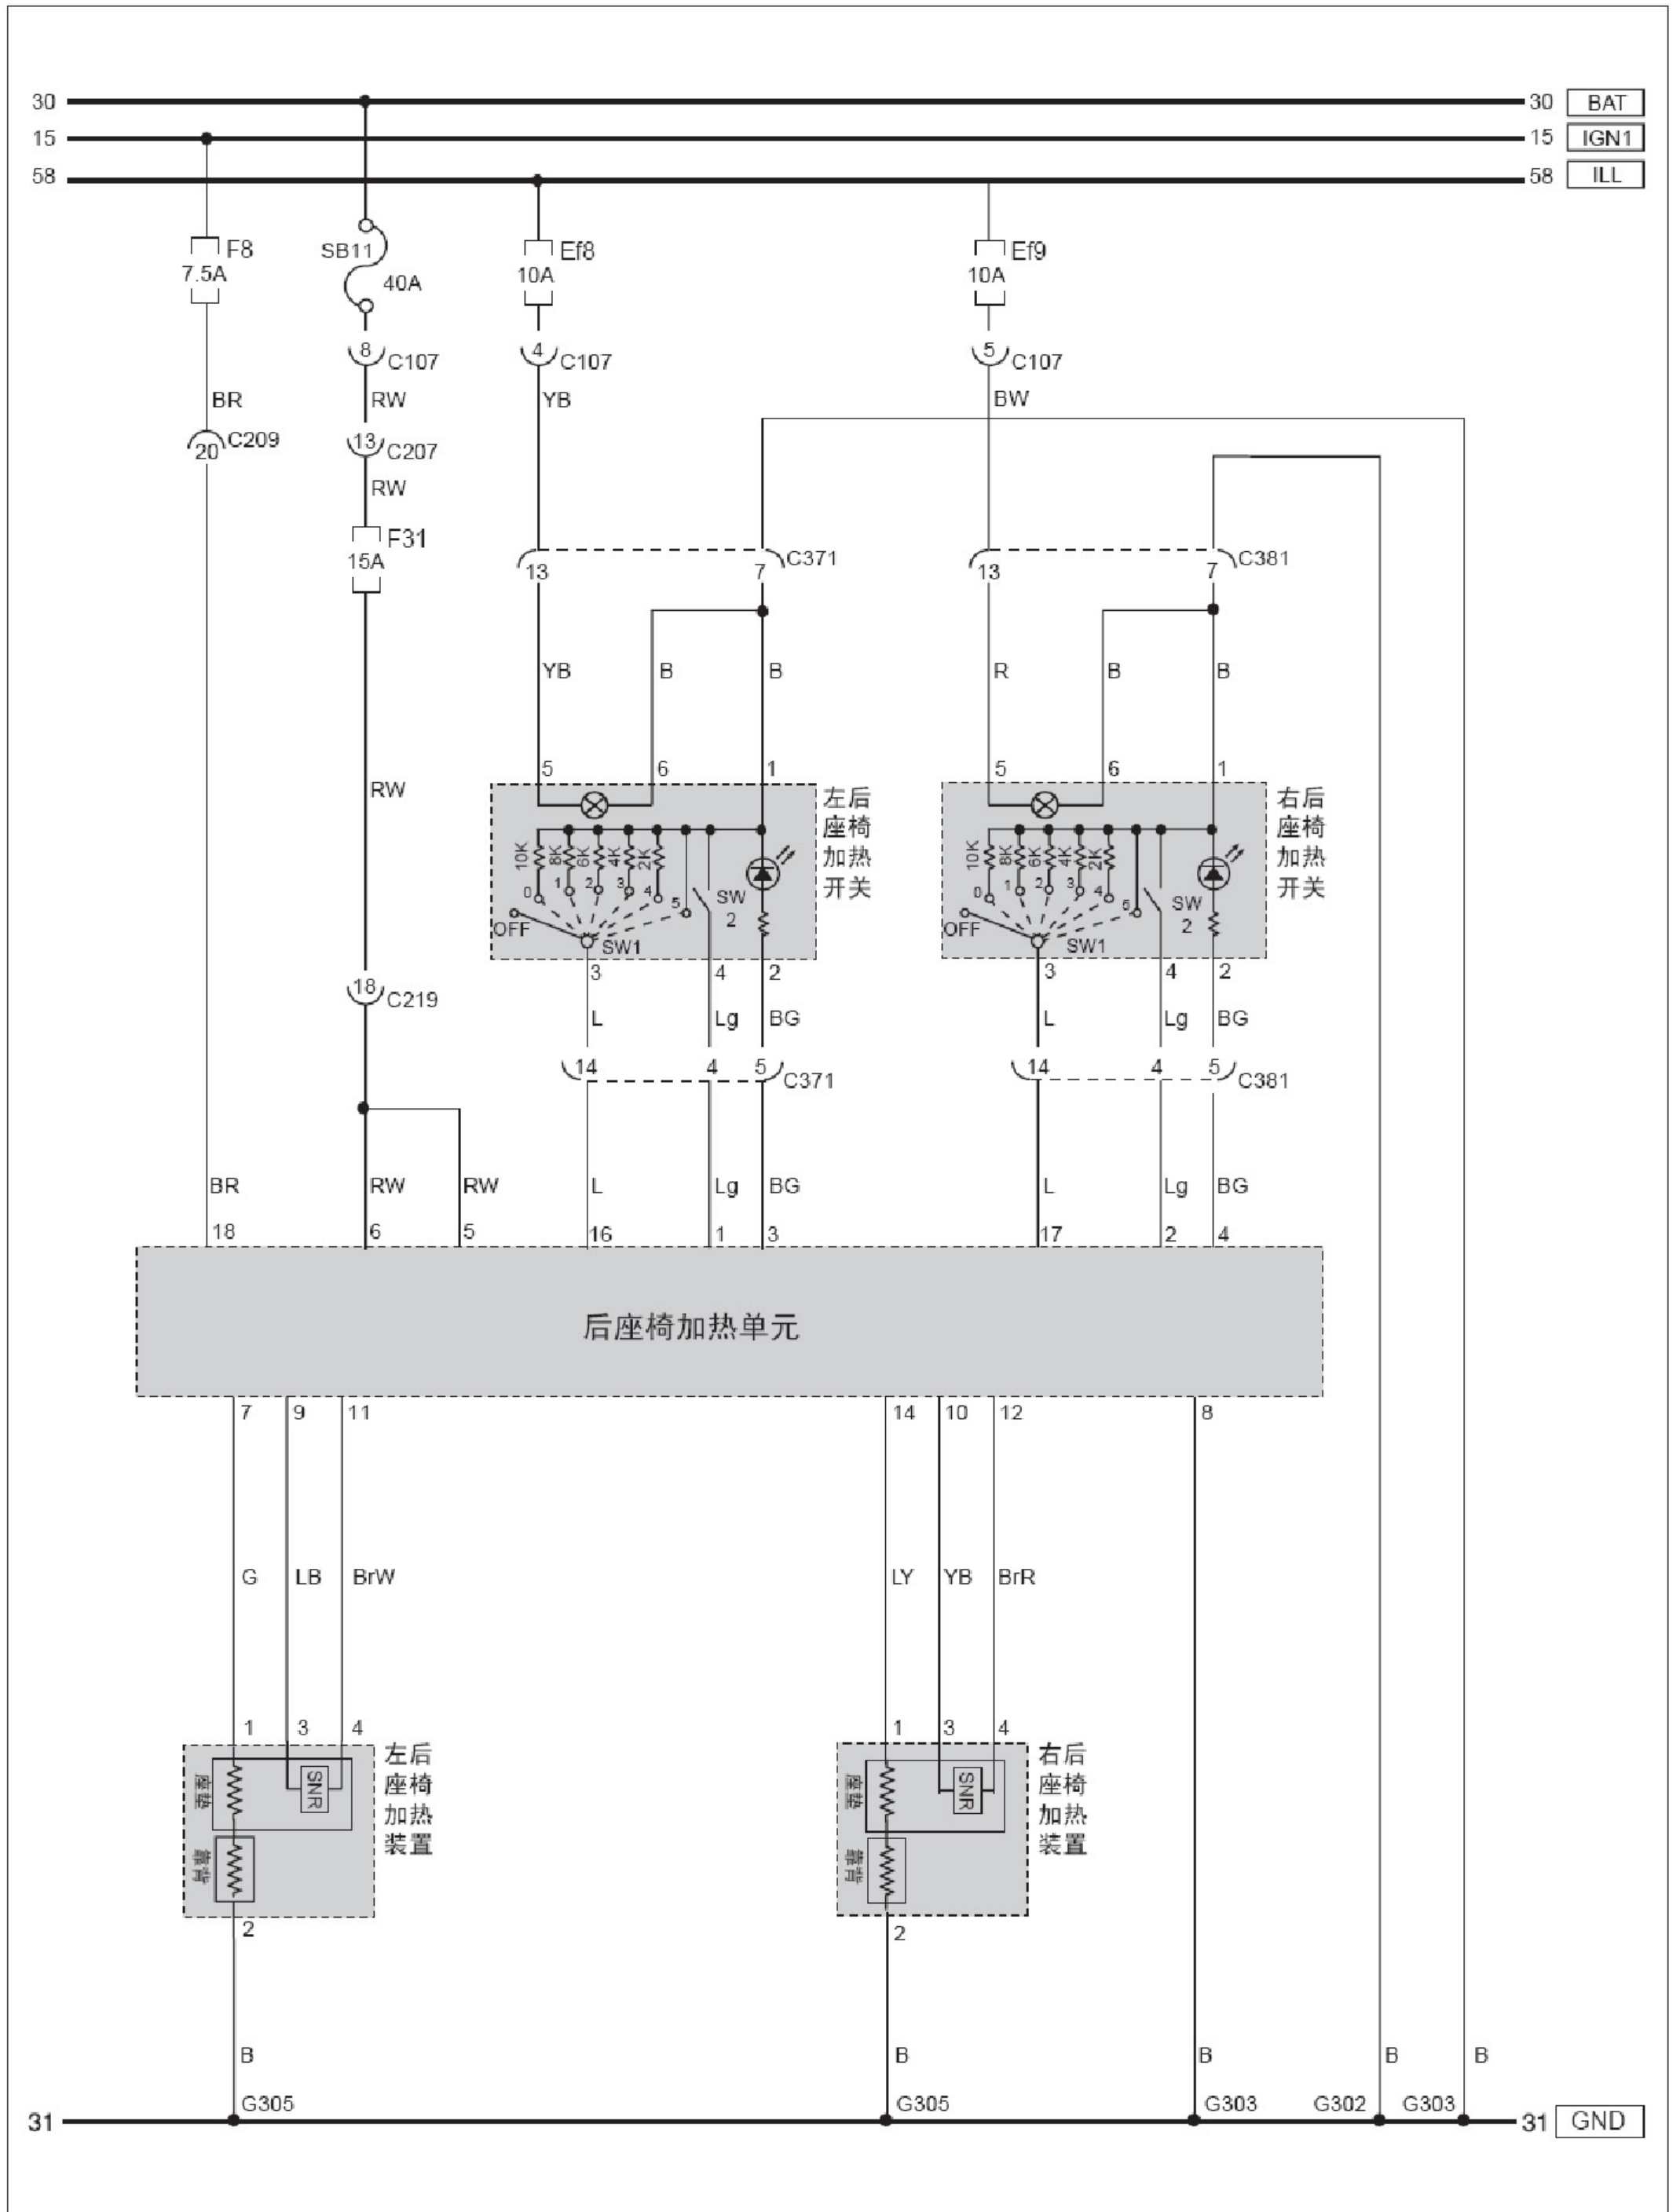 30 30 BAT
15 15 IGN1
58 58 ILL
F8 SB11 Ef8 Ef9
7.5A 40A 10A 10A
8 C107 4 C107 5 C107
BR RW YB BW
20 C209 13 C207
RW
F31
15A
13 7 C371 13 7 C381
YB B B R B B
RW
5 6 1 5 6 1
左后
座椅
加热
开关
右后
座椅
加热
开关
10K 8K 6K 4K 2K 10K 8K 6K 4K 2K
0 1 2 3 4 5 SW 2 0 1 2 3 4 5 SW 2
OFF SW1 OFF SW1
3 4 2 3 4 2
18 C219
L Lg BG L Lg BG
14 4 5 C371 14 4 5 C381
BR RW RW L Lg BG L Lg BG
18 6 5 16 1 3 17 2 4
后座椅加热单元
7 9 11 14 10 12 8
G LB BrW LY YB BrR
1 3 4 1 3 4
左后
座椅
加热
装置
右后
座椅
加热
装置
座垫 SNR 座垫 SNR
靠背 靠背
2 2
B B B B B
G305 G305 G303 G302 G303
31 31 GND